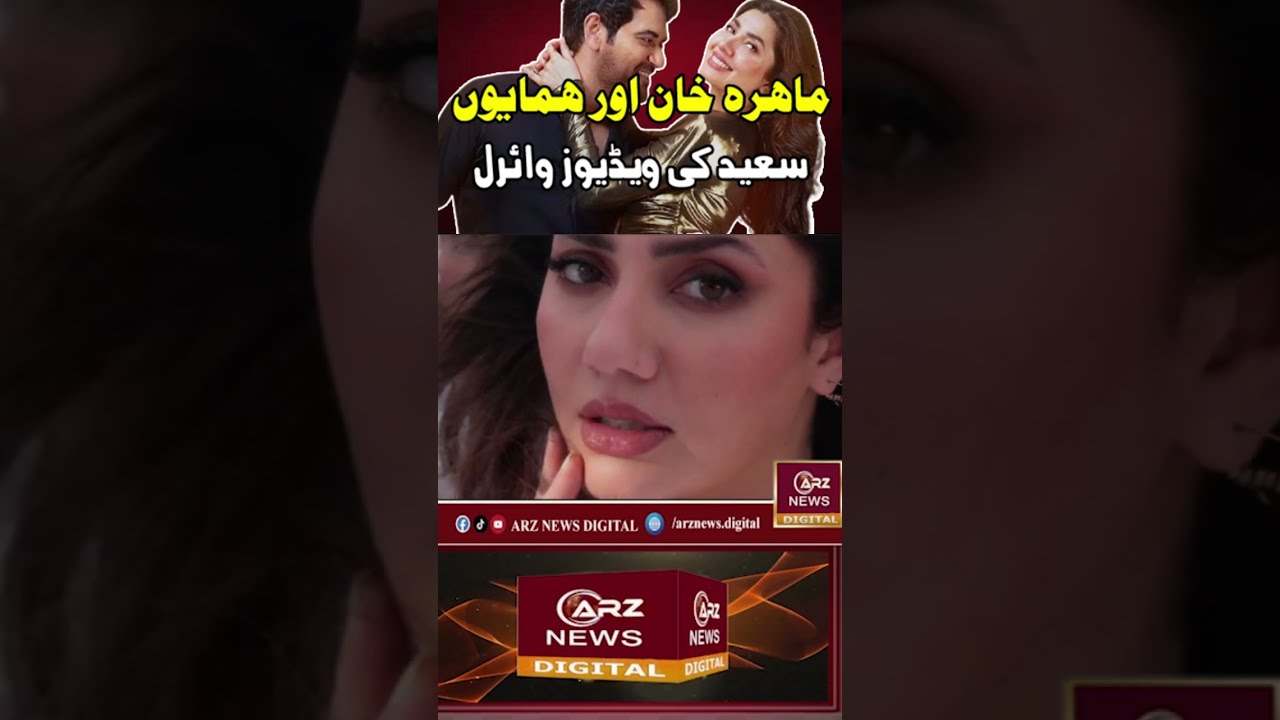 ماہرہ خان اور ہمایوں
سعید کی ویڈیوز وائرل
ARZ
NEWS
DIGITAL
ARZ NEWS DIGITAL /arznews.digital
ARZ
NEWS
DIGITAL
ARZ
NEWS
DIGITAL